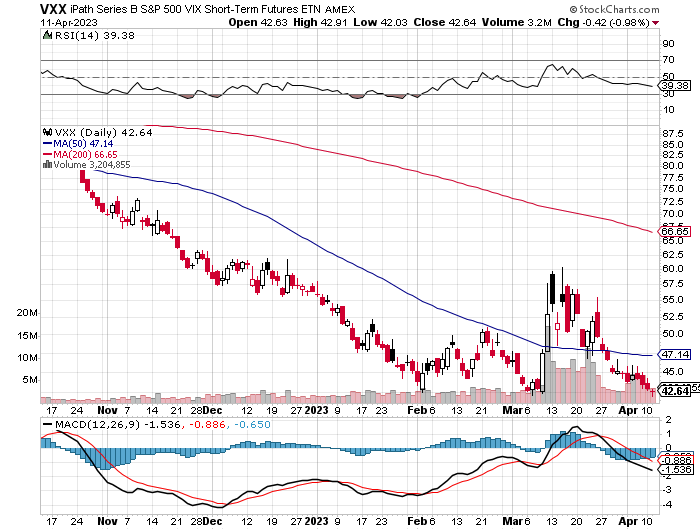 VXX iPath Series B S&P 500 VIX Short-Term Futures ETN AMEX
© StockCharts.com
11-Apr-2023
Open 42.63 High 42.91 Low 42.03 Close 42.64 Volume 3.2M Chg -0.42 (-0.98%)
RSI(14) 39.38
90
70
50
39.38
30
10
VXX (Daily) 42.64
MA(50) 47.14
MA(200) 66.65
Volume 3,204,855
87.5
85.0
82.5
80.0
77.5
75.0
72.5
70.0
66.65
65.0
62.5
60.0
57.5
55.0
52.5
50.0
47.14
45.0
42.64
20M
15M
10M
5M
17 24 Nov 7 14 21 28 Dec 12 19 27 2023 9 17 23 Feb 6 13 21 Mar 6 13 20 27 Apr 10
MACD(12,26,9) -1.536, -0.886, -0.650
2
1
0
-0.886
-1.536
-2
-3
-4
17 24 Nov 7 14 21 28 Dec 12 19 27 2023 9 17 23 Feb 6 13 21 Mar 6 13 20 27 Apr 10